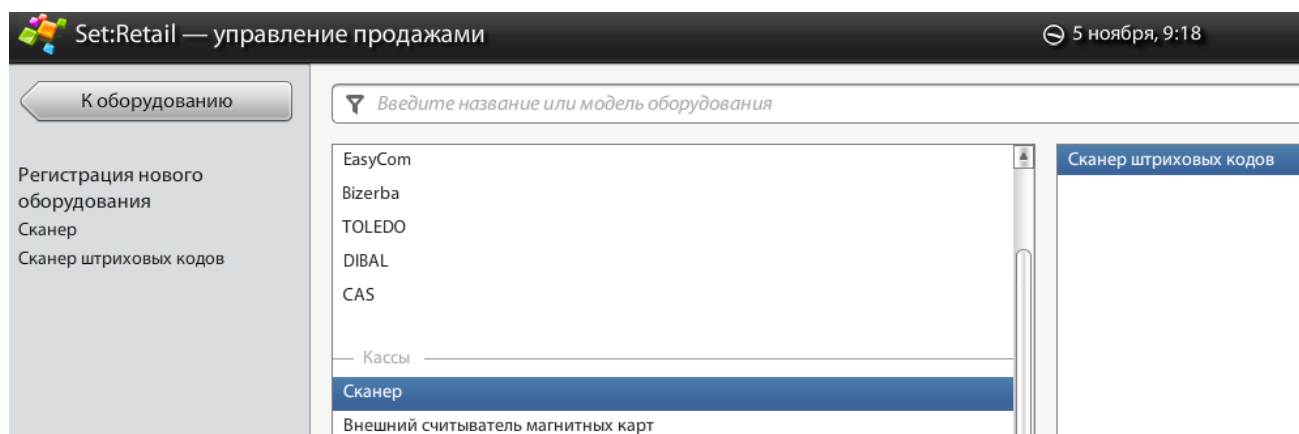 Set:Retail — управление продажами
5 ноября, 9:18
К оборудованию
Введите название или модель оборудования
Регистрация нового
оборудования
Сканер
Сканер штриховых кодов
EasyCom
Bizerba
TOLEDO
DIBAL
CAS
Кассы
Сканер
Внешний считыватель магнитных карт
Сканер штриховых кодов